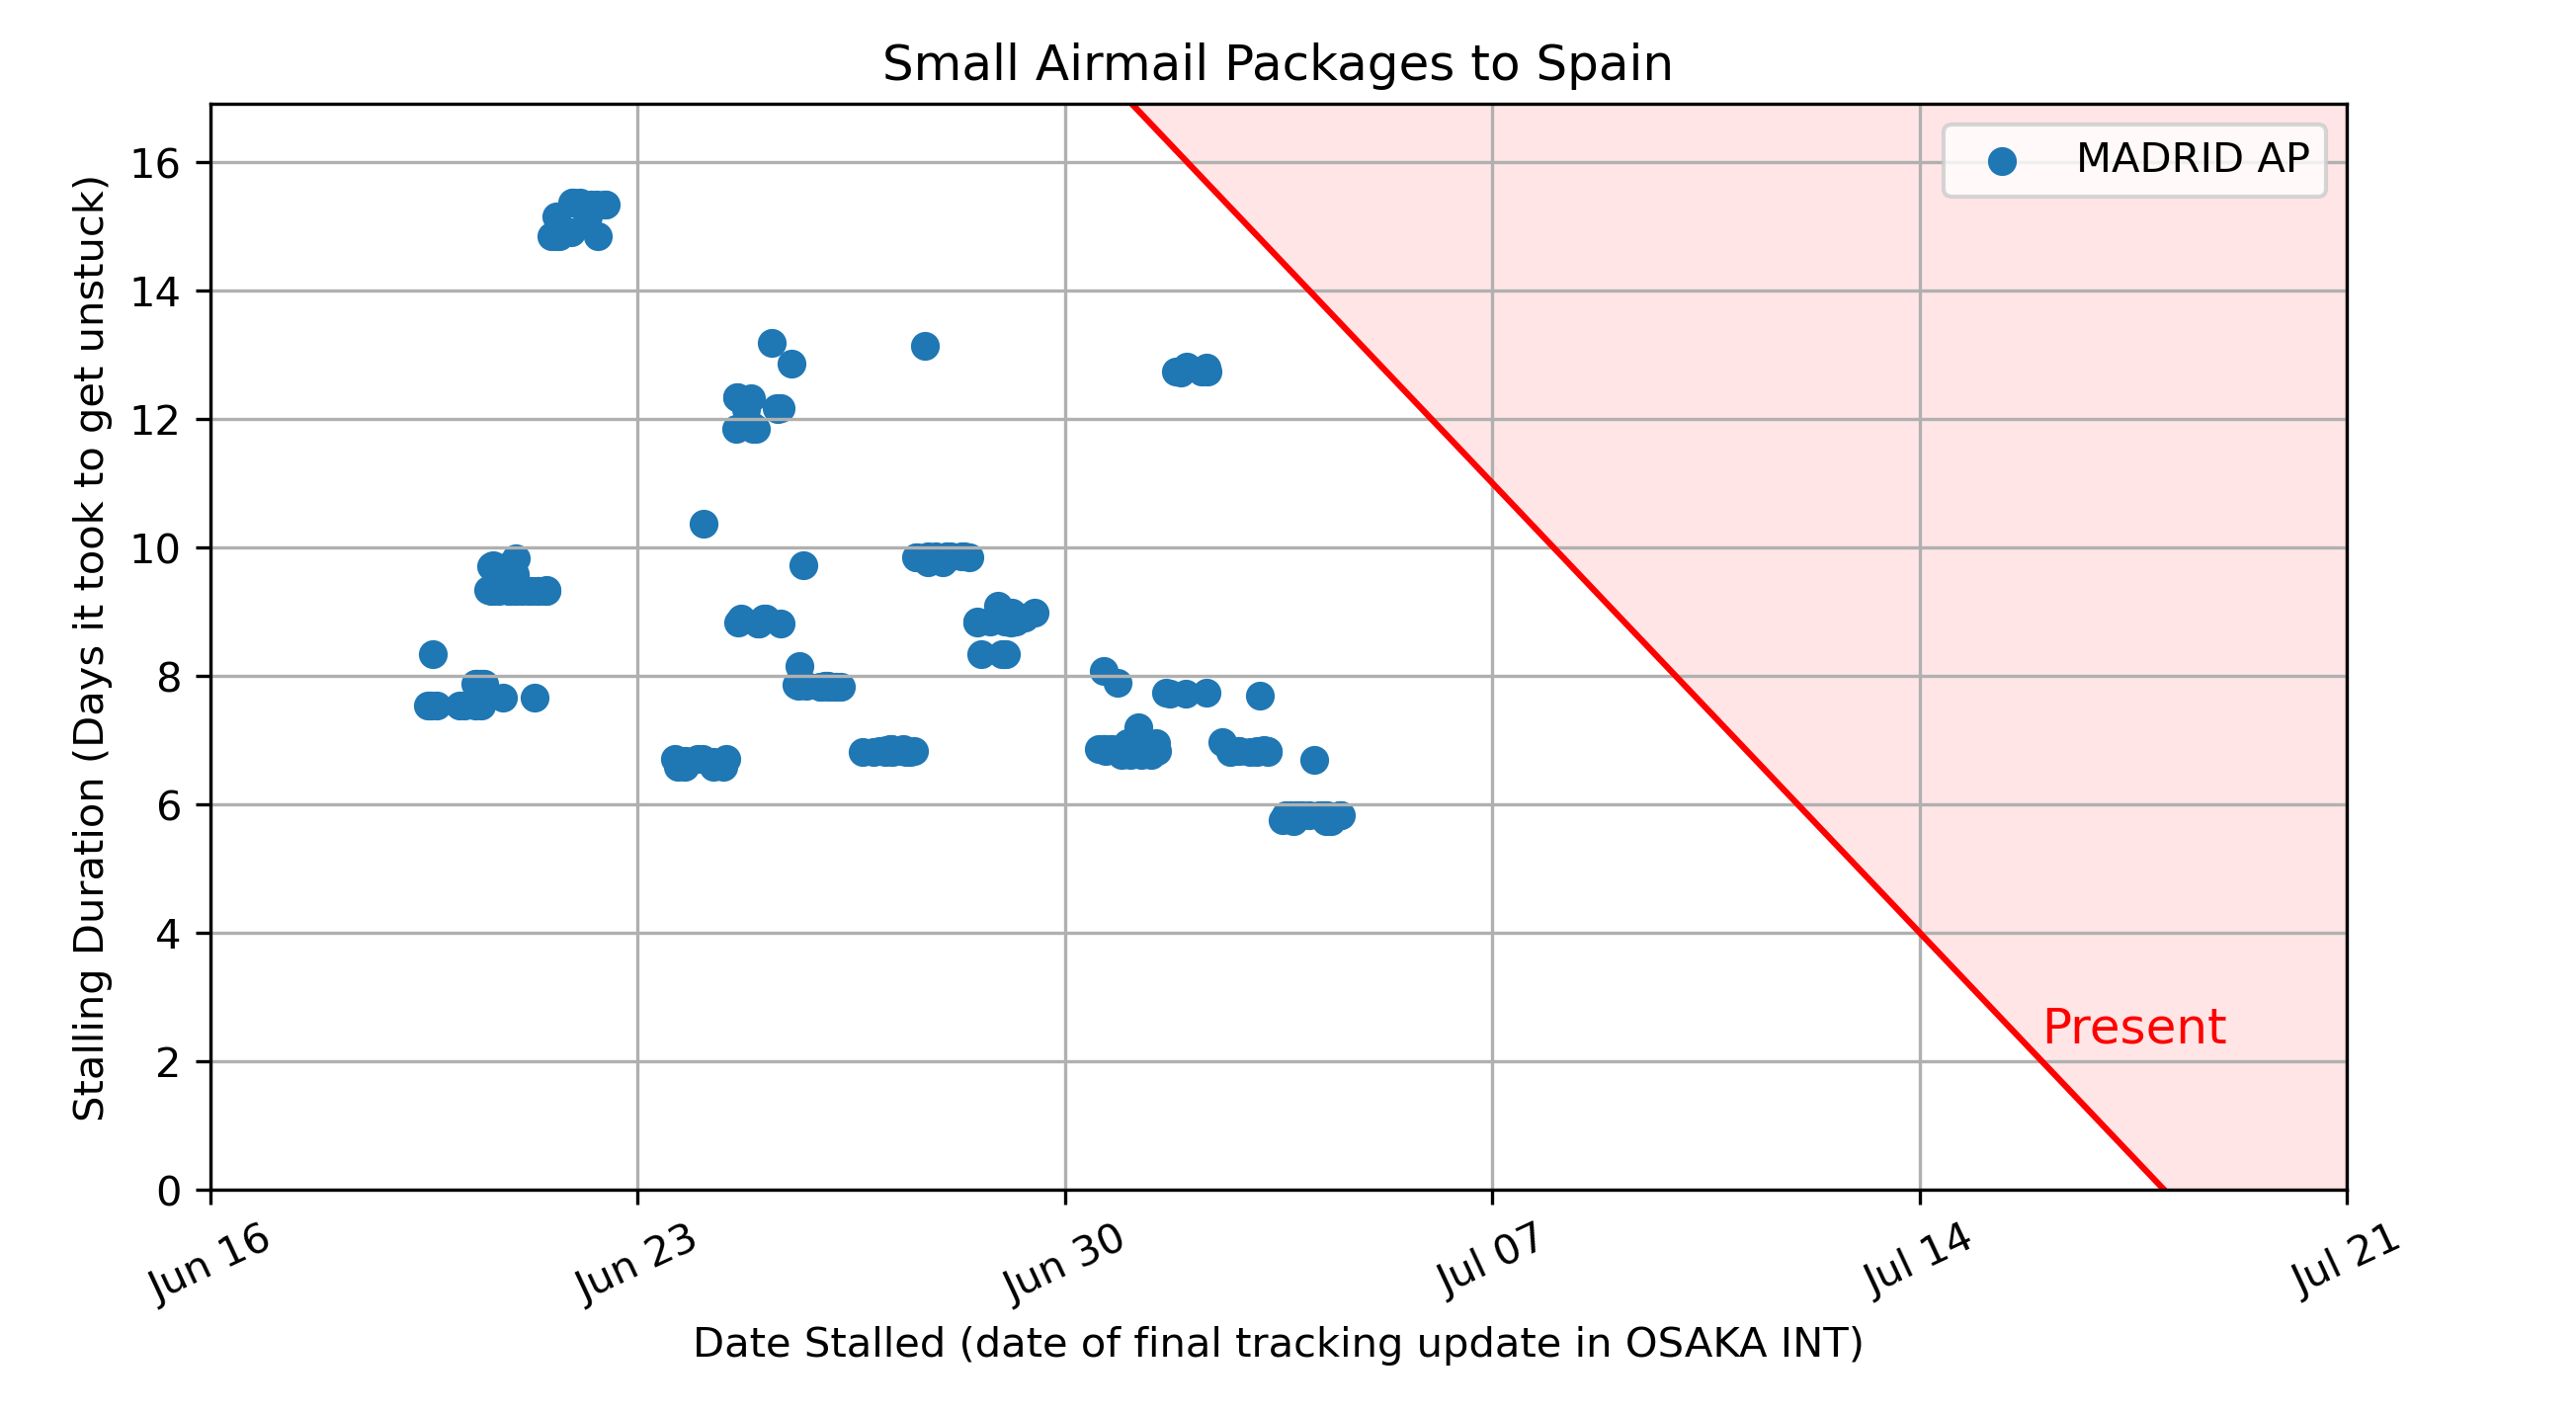 Small Airmail Packages to Spain
MADRID AP
Stalling Duration (Days it took to get unstuck)
16
14
12
10
8
6
4
2
0
Present
Jun 16
Jun 23
Jun 30
Jul 07
Jul 14
Jul 21
Date Stalled (date of final tracking update in OSAKA INT)